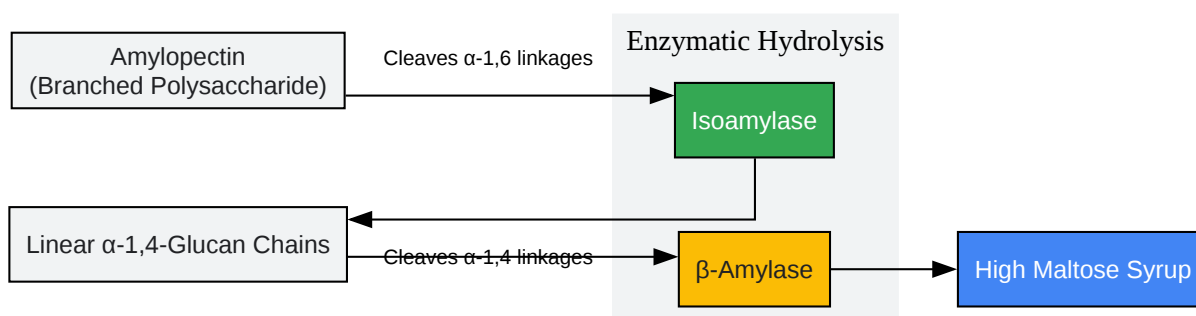 Enzymatic Hydrolysis
Amylopectin
(Branched Polysaccharide)
Cleaves α-1,6 linkages
Isoamylase
Linear α-1,4-Glucan Chains
Cleaves α-1,4 linkages
β-Amylase
High Maltose Syrup